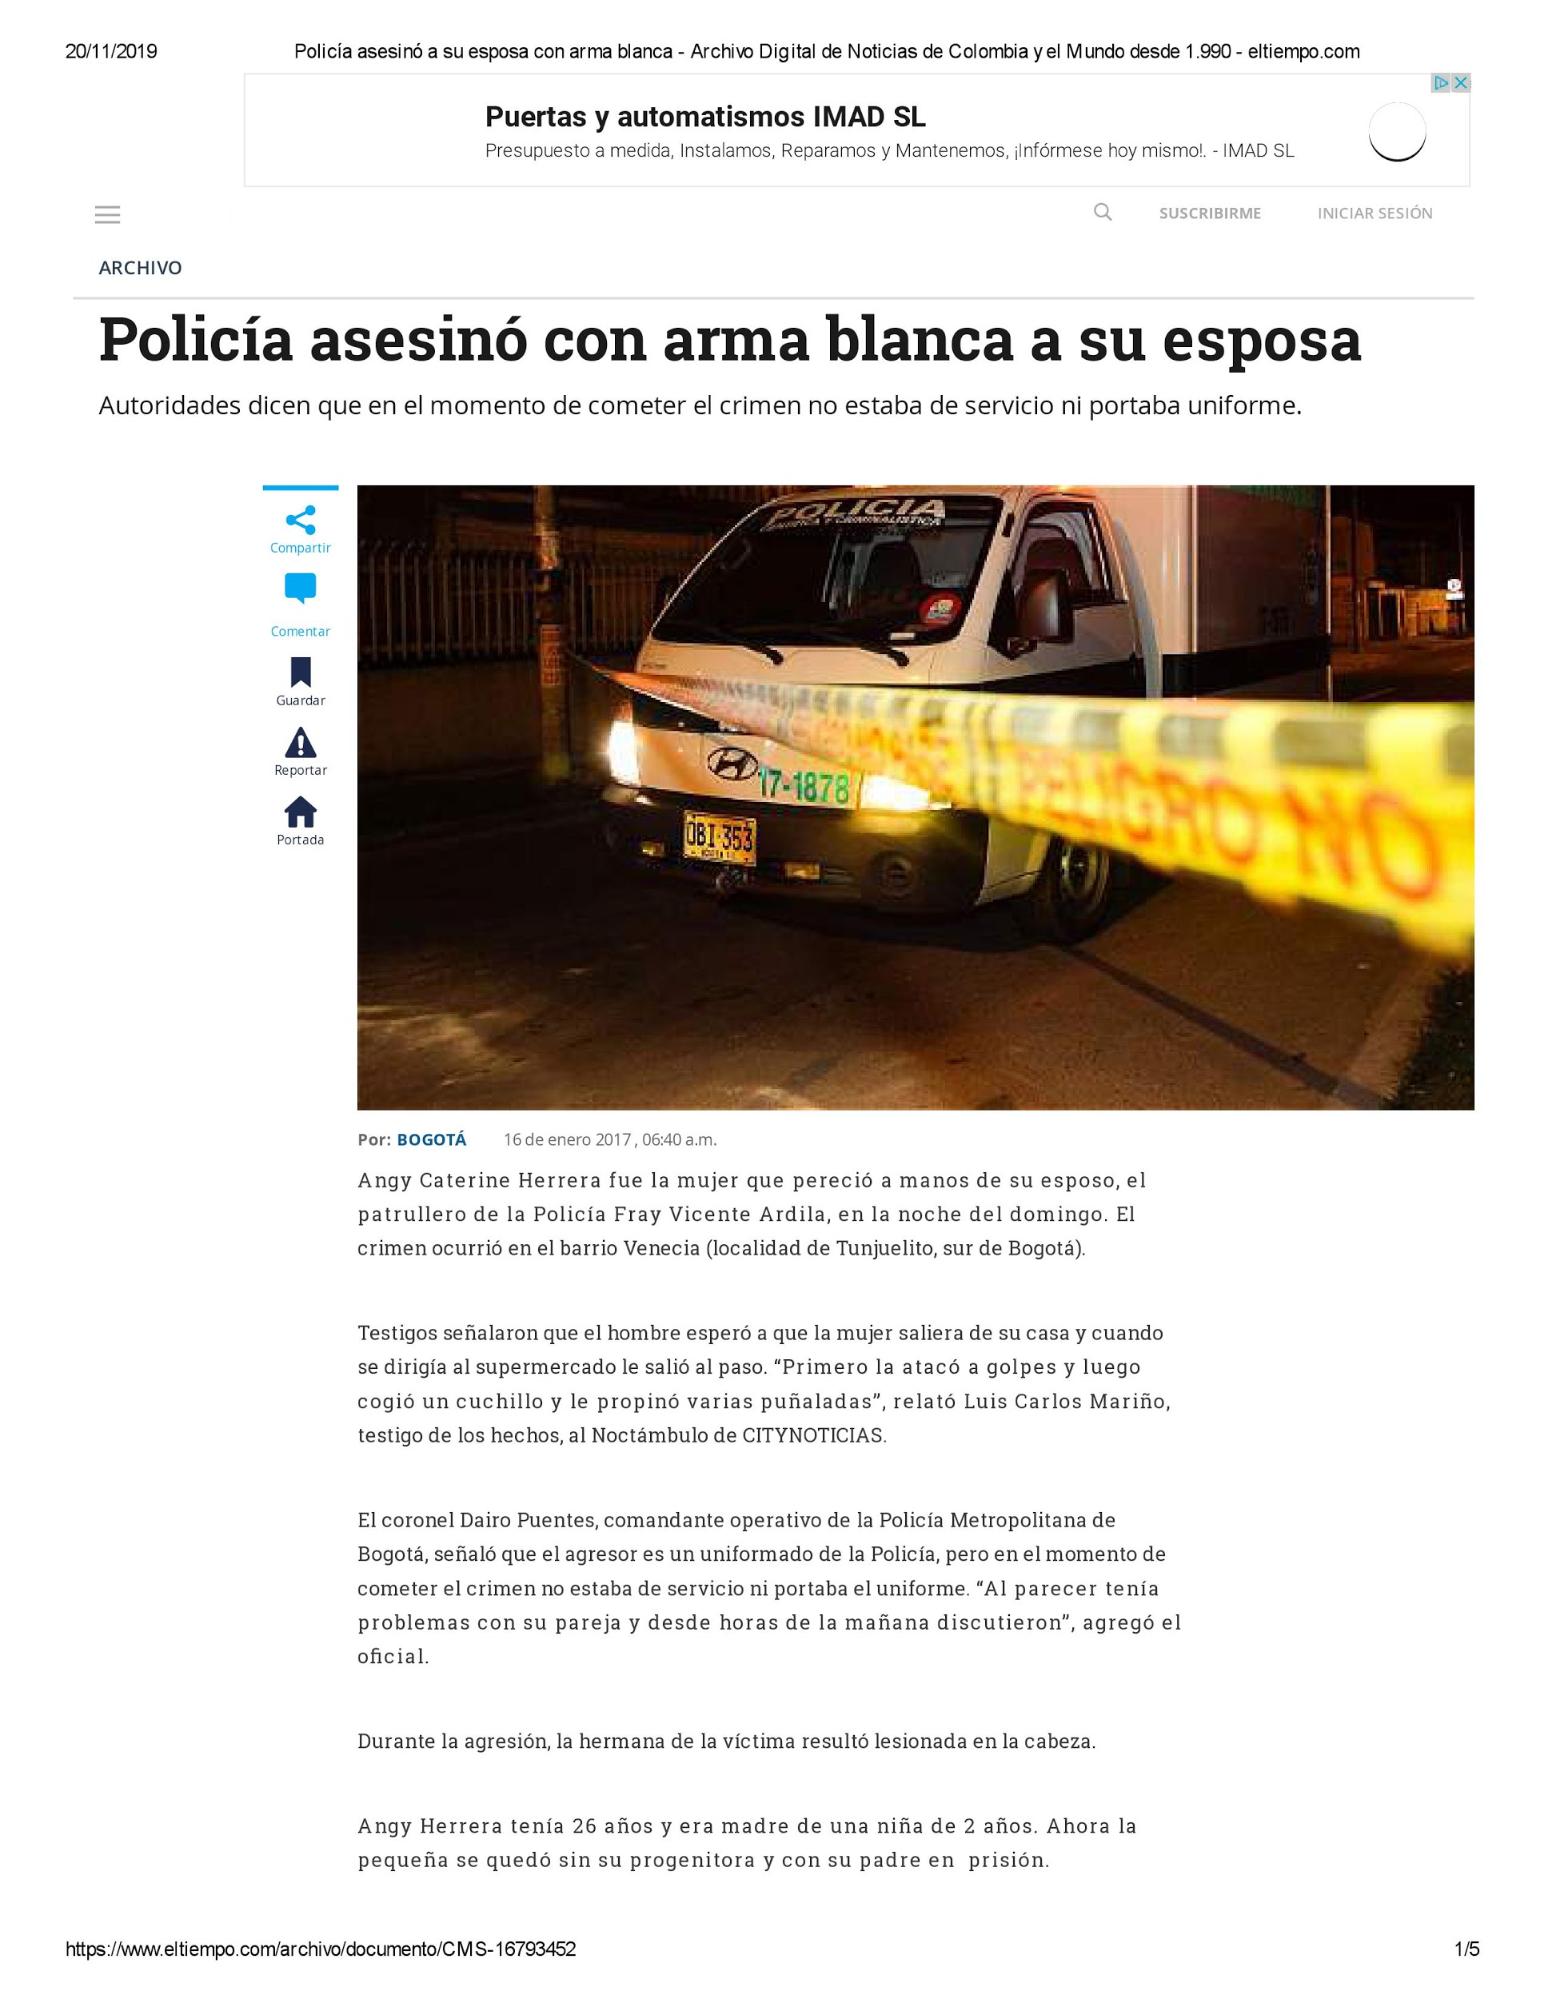 20/11/2019 Policía asesinó a su esposa con arma blanca - Archivo Digital de Noticias de Colombia y el Mundo desde 1.990 - eltiempo.com
Puertas y automatismos IMAD SL
Presupuesto a medida, Instalamos, Reparamos y Mantenemos, ¡Infórmese hoy mismo!. - IMAD SL
SUSCRIBIRME INICIAR SESIÓN
ARCHIVO
Policía asesinó con arma blanca a su esposa
Autoridades dicen que en el momento de cometer el crimen no estaba de servicio ni portaba uniforme.
Compartir
Comentar
Guardar
Reportar
Portada
POLICIA
17-1878
OBI 353
PELIGRO NO
Por: BOGOTÁ 16 de enero 2017 , 06:40 a.m.
Angy Caterine Herrera fue la mujer que pereció a manos de su esposo, el
patrullero de la Policía Fray Vicente Ardila, en la noche del domingo. El
crimen ocurrió en el barrio Venecia (localidad de Tunjuelito, sur de Bogotá).
Testigos señalaron que el hombre esperó a que la mujer saliera de su casa y cuando
se dirigía al supermercado le salió al paso. “Primero la atacó a golpes y luego
cogió un cuchillo y le propinó varias puñaladas”, relató Luis Carlos Mariño,
testigo de los hechos, al Noctámbulo de CITYNOTICIAS.
El coronel Dairo Puentes, comandante operativo de la Policía Metropolitana de
Bogotá, señaló que el agresor es un uniformado de la Policía, pero en el momento de
cometer el crimen no estaba de servicio ni portaba el uniforme. “Al parecer tenía
problemas con su pareja y desde horas de la mañana discutieron”, agregó el
oficial.
Durante la agresión, la hermana de la víctima resultó lesionada en la cabeza.
Angy Herrera tenía 26 años y era madre de una niña de 2 años. Ahora la
pequeña se quedó sin su progenitora y con su padre en prisión.
https://www.eltiempo.com/archivo/documento/CMS-16793452 1/5